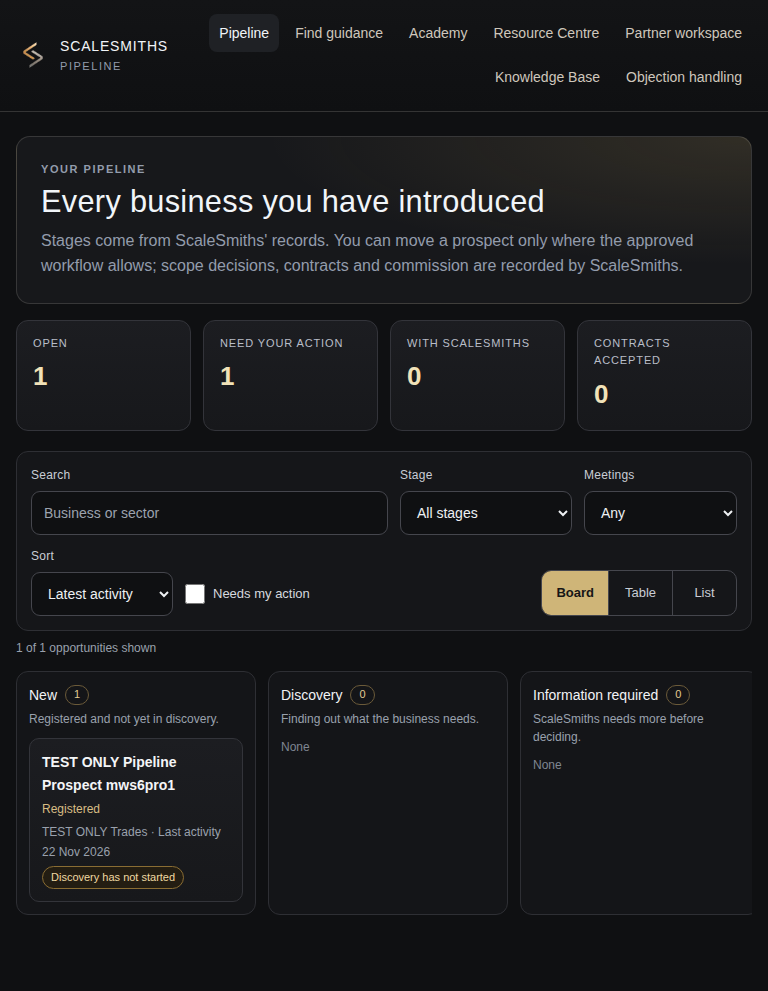 SCALESMITHS
PIPELINE
Pipeline
Find guidance
Academy
Resource Centre
Partner workspace
Knowledge Base
Objection handling
YOUR PIPELINE
Every business you have introduced
Stages come from ScaleSmiths' records. You can move a prospect only where the approved
workflow allows; scope decisions, contracts and commission are recorded by ScaleSmiths.
OPEN
1
NEED YOUR ACTION
1
WITH SCALESMITHS
0
CONTRACTS
ACCEPTED
0
Search
Business or sector
Stage
All stages
Meetings
Any
Sort
Latest activity
Needs my action
Board
Table
List
1 of 1 opportunities shown
New 1
Registered and not yet in discovery.
TEST ONLY Pipeline
Prospect mws6pro1
Registered
TEST ONLY Trades · Last activity
22 Nov 2026
Discovery has not started
Discovery 0
Finding out what the business needs.
None
Information required 0
ScaleSmiths needs more before
deciding.
None